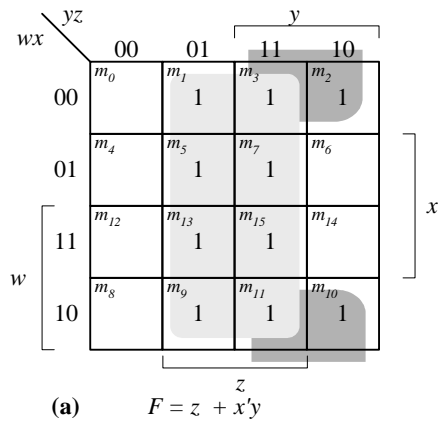 yz y
wx 00 01 11 10
m0 m1 m3 m2
00 1 1 1
m4 m5 m7 m6
01 1 1
x
m12 m13 m15 m14
11 1 1
w
m8 m9 m11 m10
10 1 1 1
z
(a) F = z + x'y